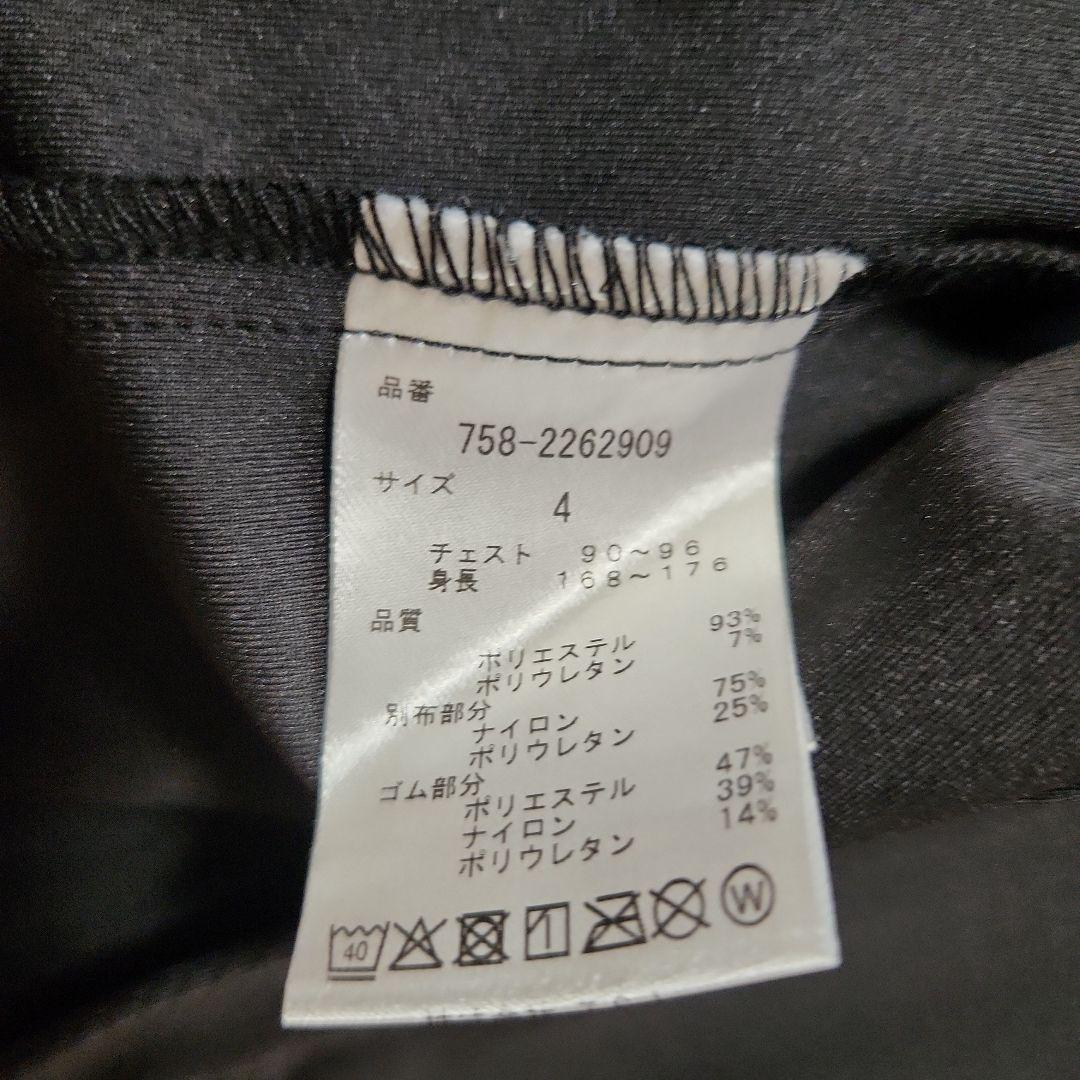 品番
758-2262909
サイズ
4
チェスト 90～96
身長 168～176
品質
ポリエステル 93%
ポリウレタン 7%
別布部分
ナイロン 75%
ポリウレタン 25%
ゴム部分
ポリエステル 47%
ナイロン 39%
ポリウレタン 14%
40
W